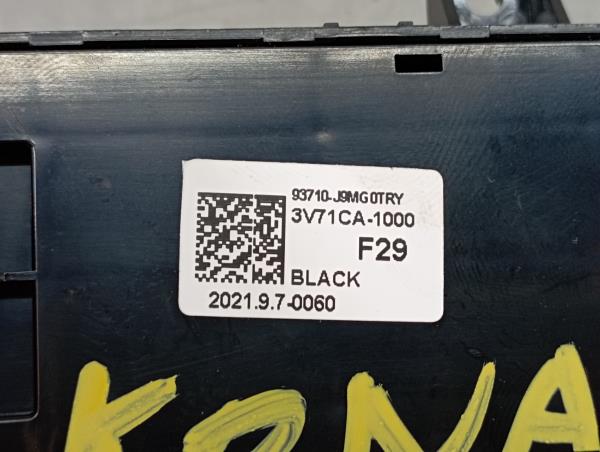 93710-J9MG0TRY
3V71CA-1000
F29
BLACK
2021.9.7-0060
KONA